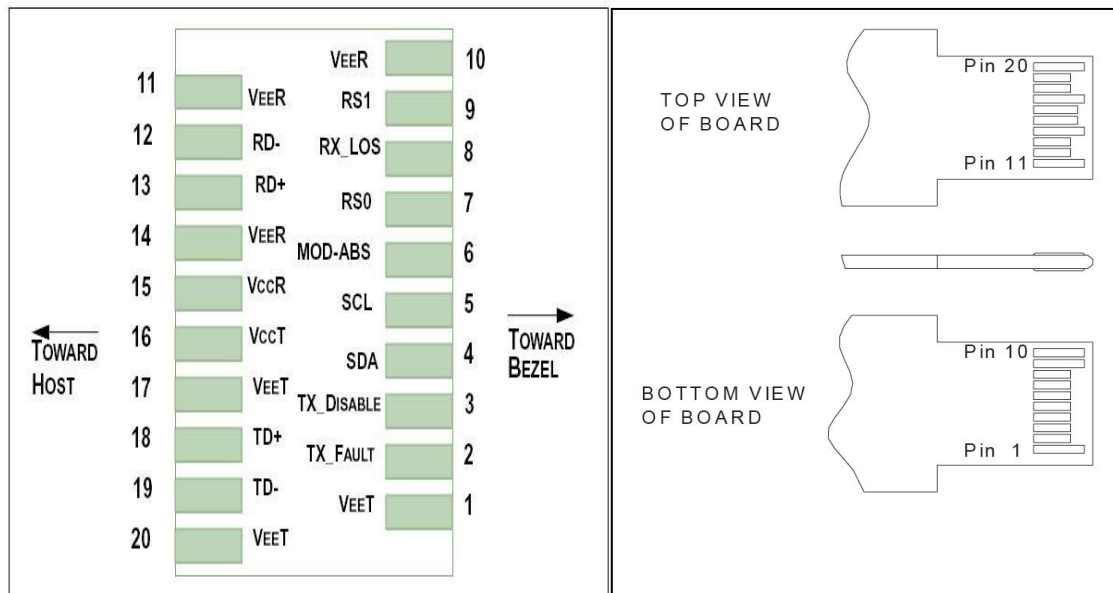 VEER 10
11 VEER RS1 9
12 RD- RX_LOS 8
13 RD+ RS0 7
14 VEER MOD-ABS 6
15 VCCR SCL 5
16 VCCT SDA 4
17 VEET TX_DISABLE 3
18 TD+ TX_FAULT 2
19 TD- VEET 1
20 VEET
TOWARD
HOST
TOWARD
BEZEL
TOP VIEW
OF BOARD
Pin 20
Pin 11
BOTTOM VIEW
OF BOARD
Pin 10
Pin 1